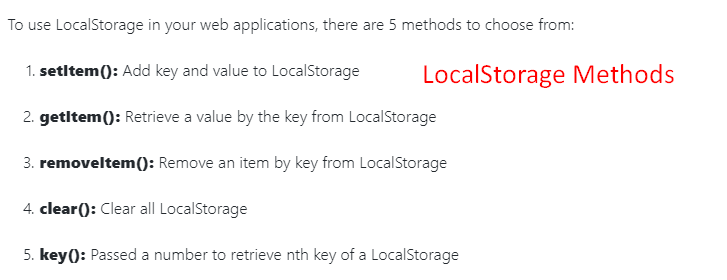 To use LocalStorage in your web applications, there are 5 methods to choose from:
1. setItem(): Add key and value to LocalStorage
LocalStorage Methods
2. getItem(): Retrieve a value by the key from LocalStorage
3. removeItem(): Remove an item by key from LocalStorage
4. clear(): Clear all LocalStorage
5. key(): Passed a number to retrieve nth key of a LocalStorage